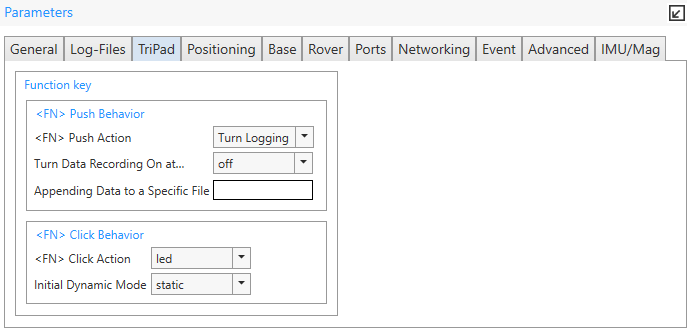 Parameters
General Log-Files TriPad Positioning Base Rover Ports Networking Event Advanced IMU/Mag
Function key
<FN> Push Behavior
<FN> Push Action Turn Logging
Turn Data Recording On at... off
Appending Data to a Specific File
<FN> Click Behavior
<FN> Click Action led
Initial Dynamic Mode static